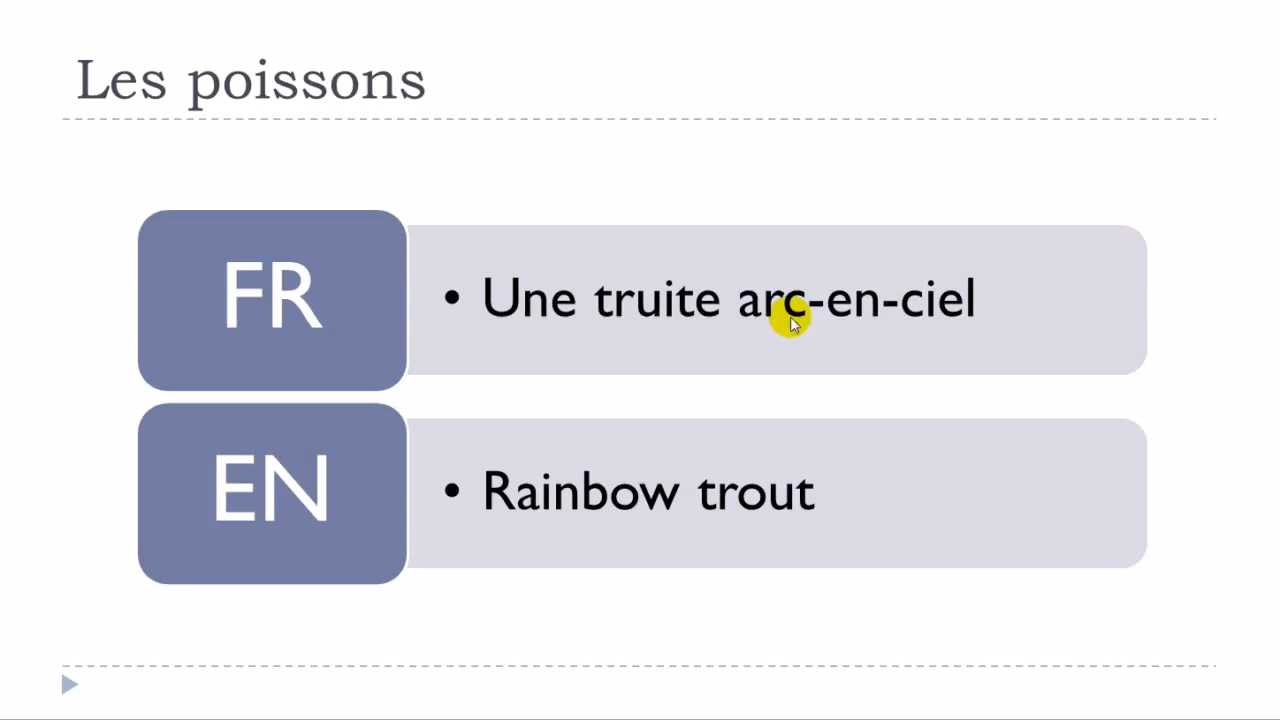 Les poissons
FR
• Une truite arc-en-ciel
EN
• Rainbow trout